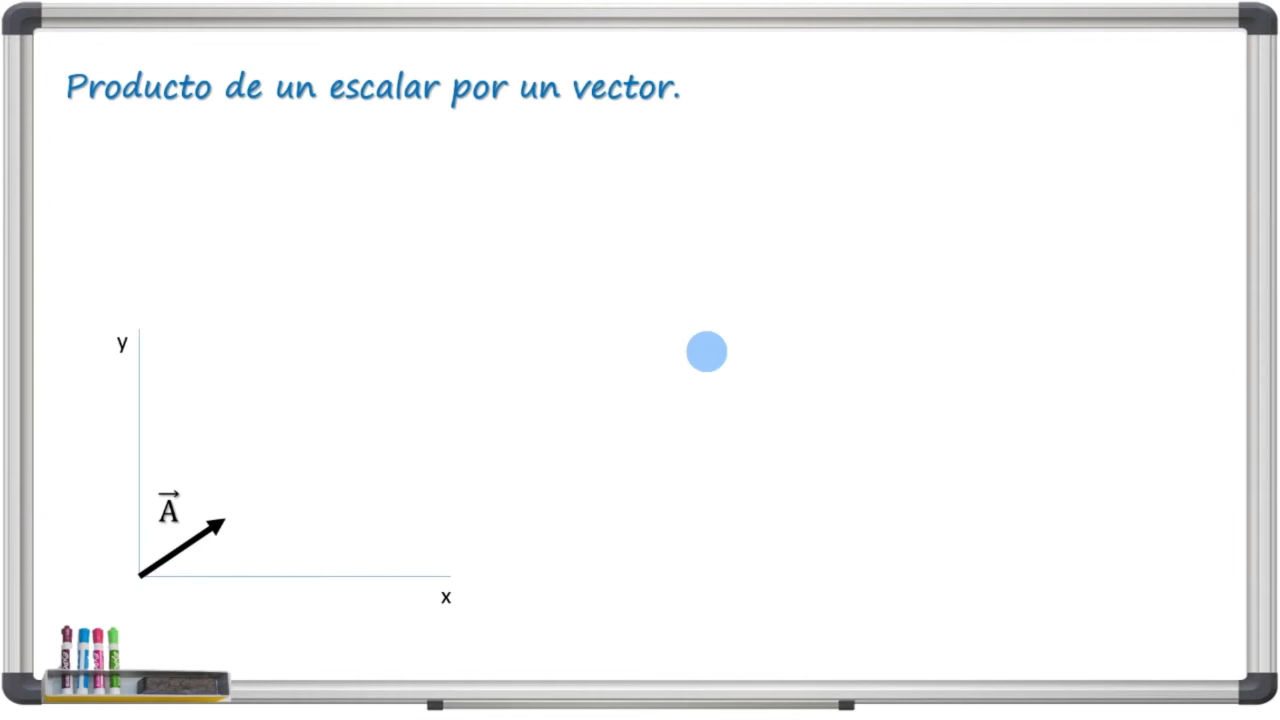 Producto de un escalar por un vector.
y
A⃗
x